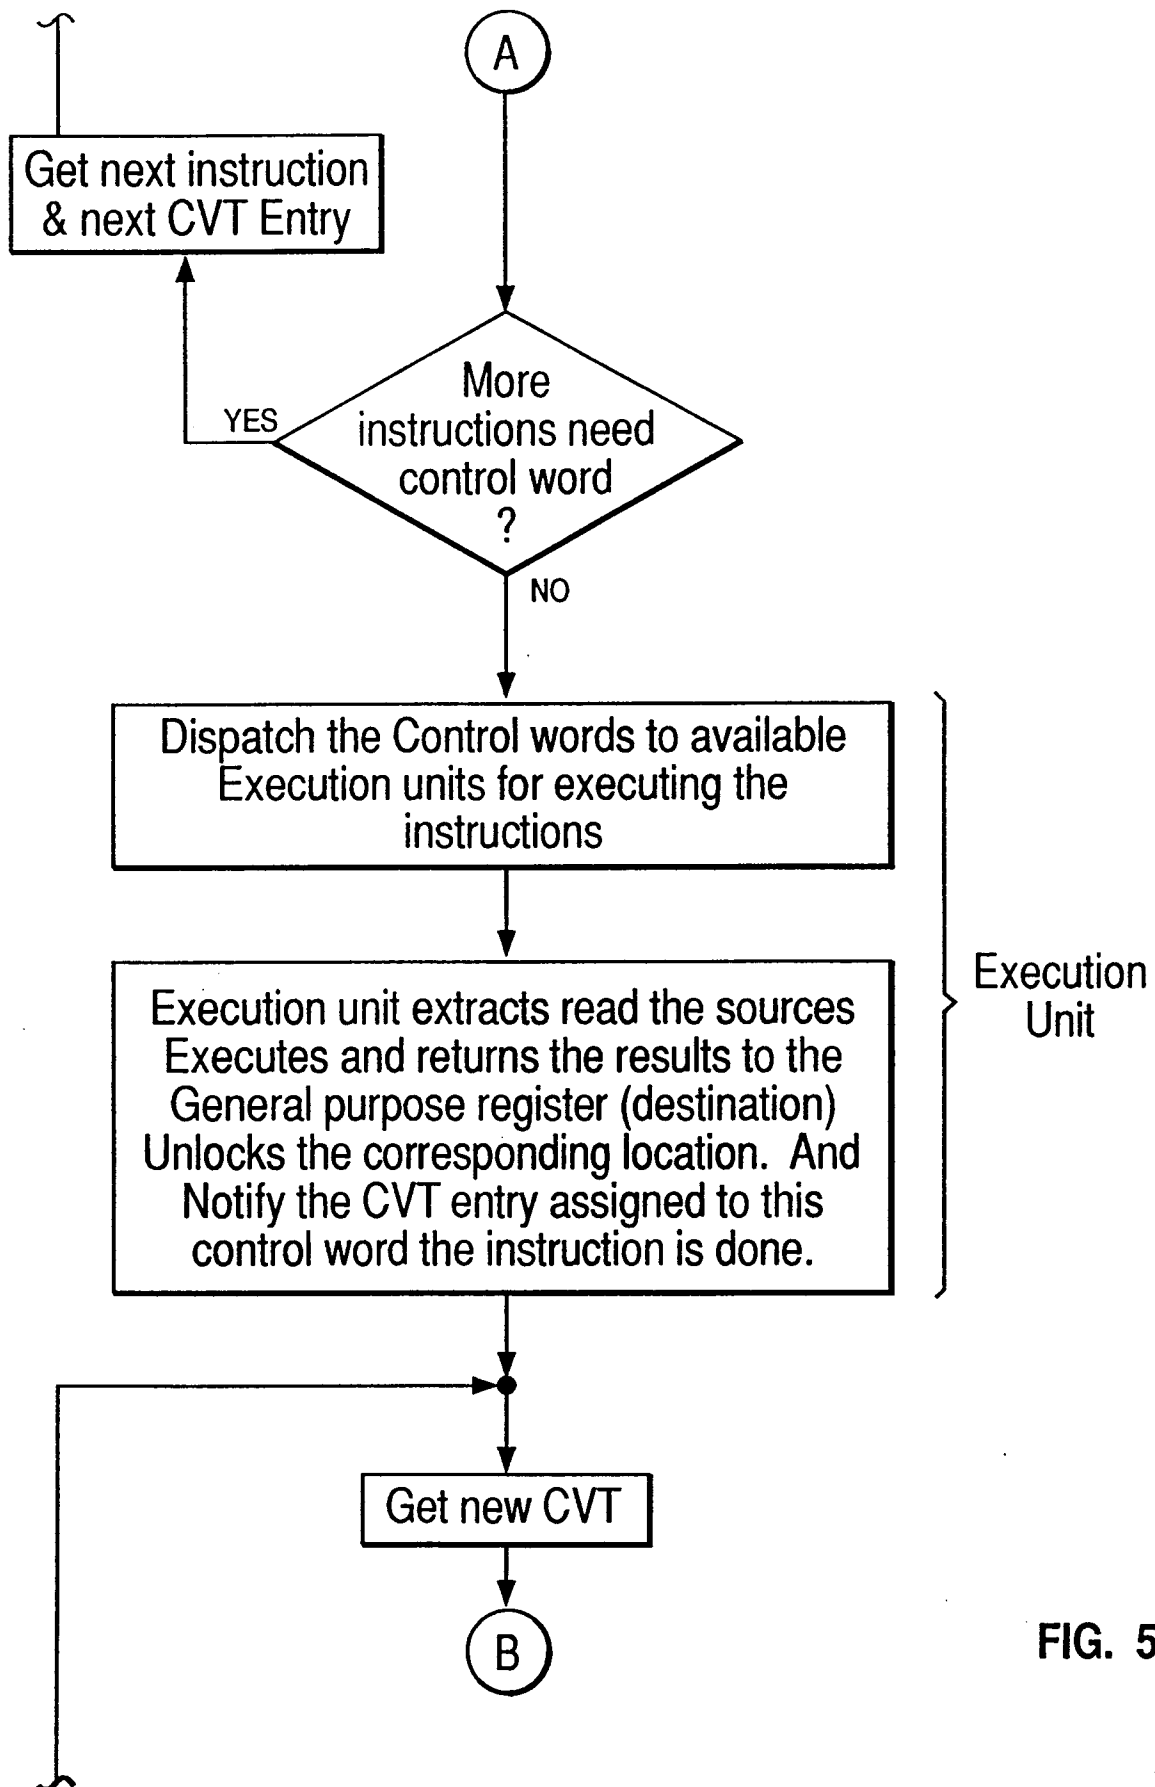 A
Get next instruction
& next CVT Entry
More
instructions need
control word
?
YES
NO
Dispatch the Control words to available
Execution units for executing the
instructions
Execution unit extracts read the sources
Executes and returns the results to the
General purpose register (destination)
Unlocks the corresponding location. And
Notify the CVT entry assigned to this
control word the instruction is done.
Execution
Unit
Get new CVT
B
FIG. 5